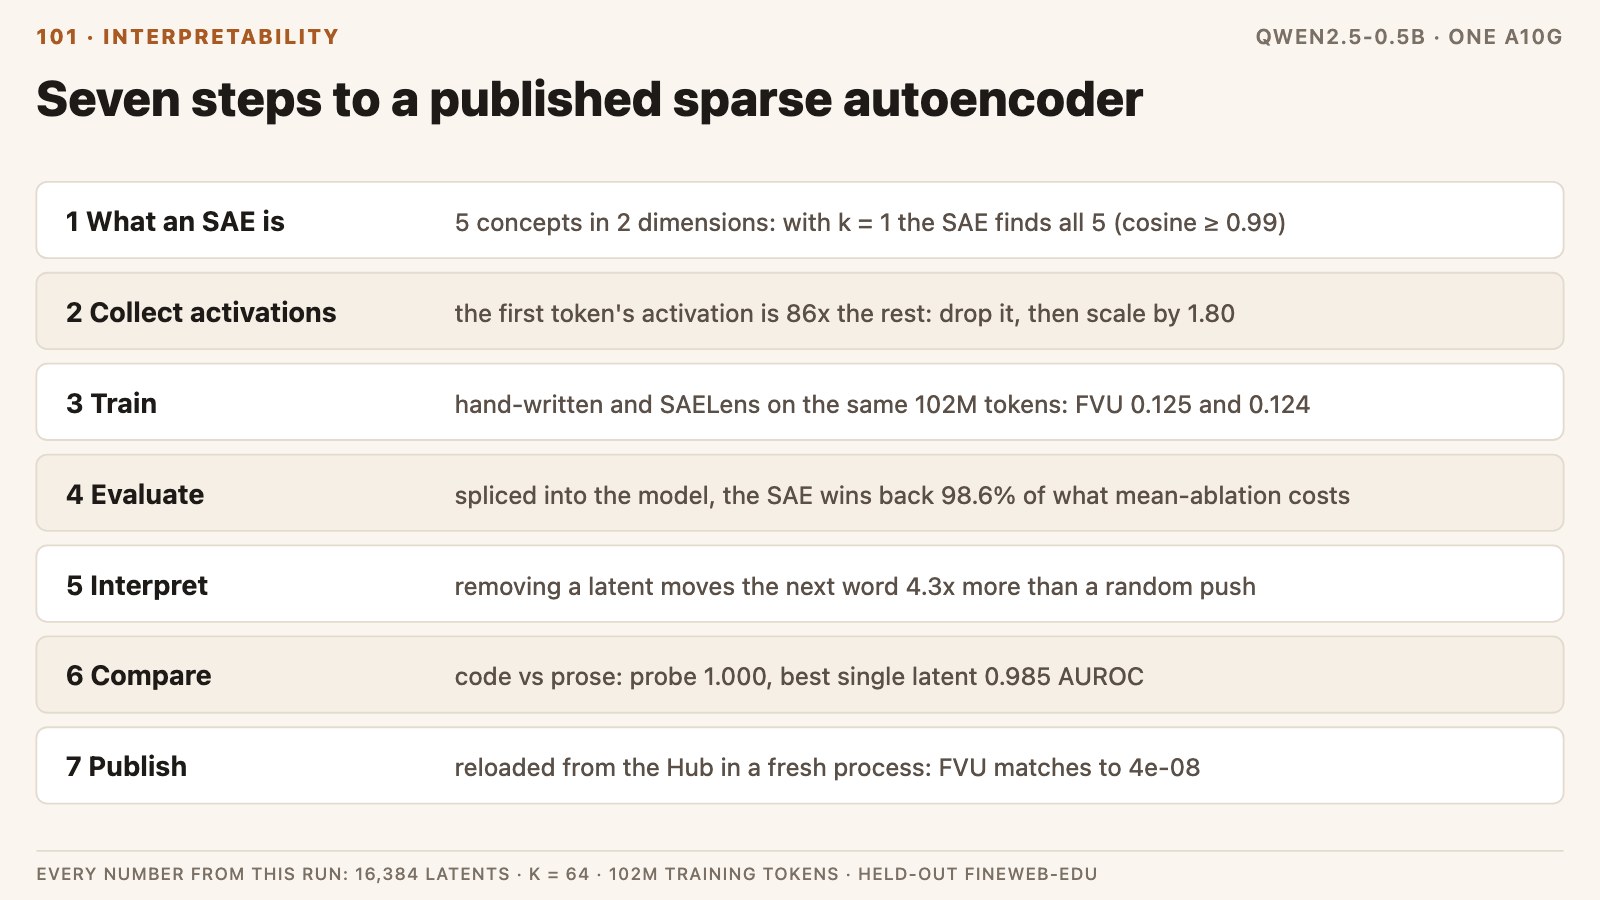 101 · INTERPRETABILITY
QWEN2.5-0.5B · ONE A10G
Seven steps to a published sparse autoencoder
1 What an SAE is
5 concepts in 2 dimensions: with k = 1 the SAE finds all 5 (cosine ≥ 0.99)
2 Collect activations
the first token's activation is 86x the rest: drop it, then scale by 1.80
3 Train
hand-written and SAELens on the same 102M tokens: FVU 0.125 and 0.124
4 Evaluate
spliced into the model, the SAE wins back 98.6% of what mean-ablation costs
5 Interpret
removing a latent moves the next word 4.3x more than a random push
6 Compare
code vs prose: probe 1.000, best single latent 0.985 AUROC
7 Publish
reloaded from the Hub in a fresh process: FVU matches to 4e-08
EVERY NUMBER FROM THIS RUN: 16,384 LATENTS · K = 64 · 102M TRAINING TOKENS · HELD-OUT FINEWEB-EDU